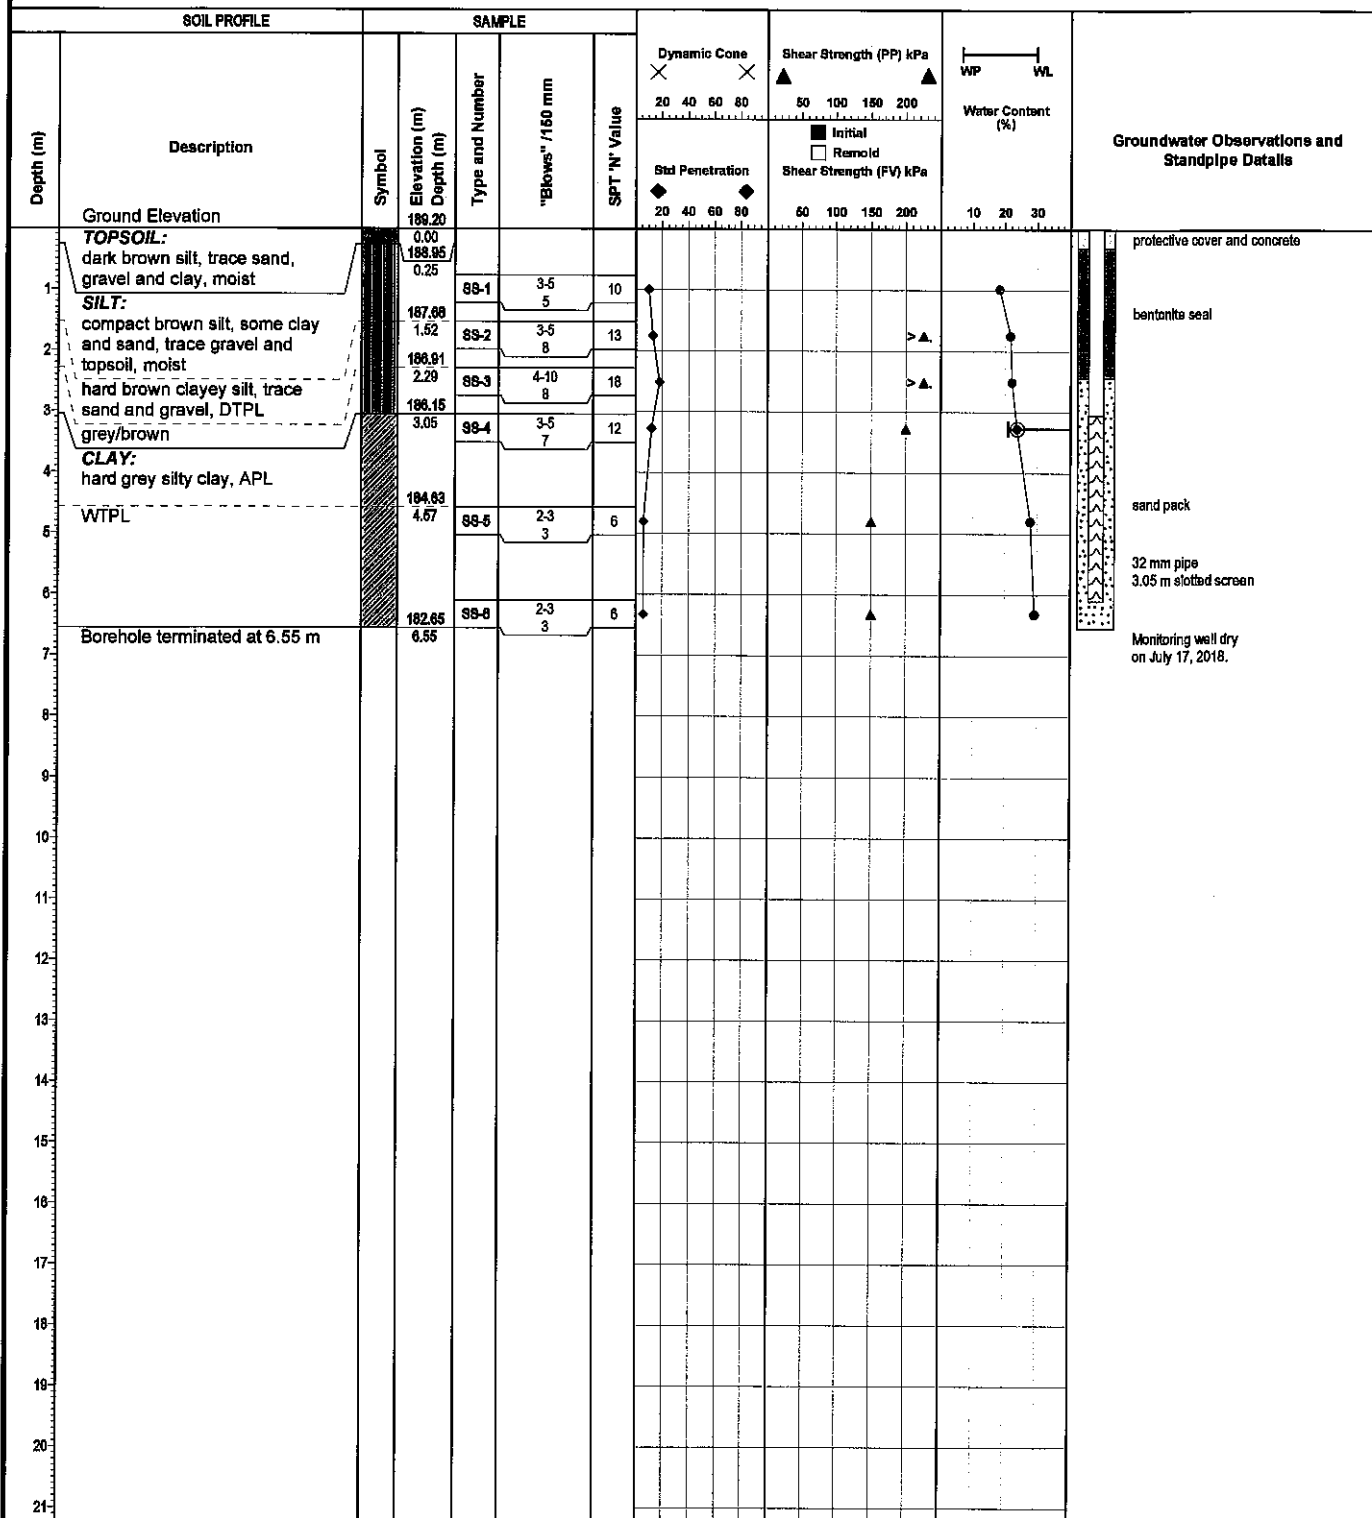 SOIL PROFILE
SAMPLE
Depth (m)
Description
Symbol
Elevation (m)
Depth (m)
Type and Number
"Blows" /150 mm
SPT 'N' Value
Dynamic Cone
20 40 60 80
Std Penetration
20 40 60 80
Shear Strength (PP) kPa
50 100 150 200
Initial
Remold
Shear Strength (FV) kPa
50 100 150 200
WP WL
Water Content
(%)
10 20 30
Groundwater Observations and
Standpipe Details
Ground Elevation
189.20
TOPSOIL:
0.00
dark brown silt, trace sand,
gravel and clay, moist
188.95
0.25
SILT:
compact brown silt, some clay
and sand, trace gravel and
topsoil, moist
187.68
1.52
hard brown clayey silt, trace
sand and gravel, DTPL
186.91
2.29
grey/brown
186.15
3.05
CLAY:
hard grey silty clay, APL
184.63
4.57
WTPL
182.65
6.55
Borehole terminated at 6.55 m
SS-1
3-5
5
10
SS-2
3-5
8
13
>
SS-3
4-10
8
18
>
SS-4
3-5
7
12
SS-5
2-3
3
6
SS-6
2-3
3
6
protective cover and concrete
bentonite seal
sand pack
32 mm pipe
3.05 m slotted screen
Monitoring well dry
on July 17, 2018.
1
2
3
4
5
6
7
8
9
10
11
12
13
14
15
16
17
18
19
20
21